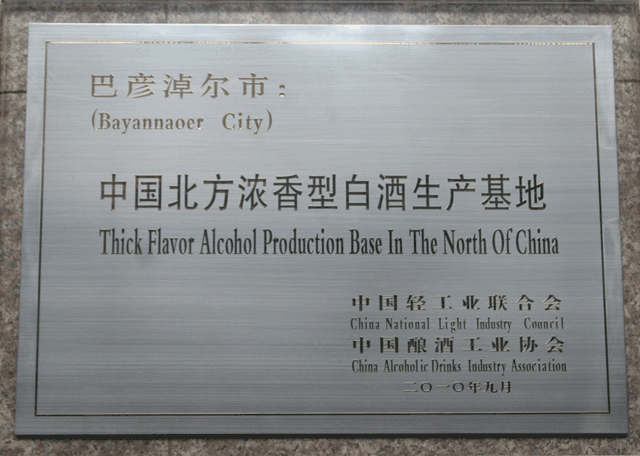 巴彦淖尔市：
(Bayannaoer City)
中国北方浓香型白酒生产基地
Thick Flavor Alcohol Production Base In The North Of China
中国轻工业联合会
China National Light Industry Council
中国酿酒工业协会
China Alcoholic Drinks Industry Association
二〇一〇年九月